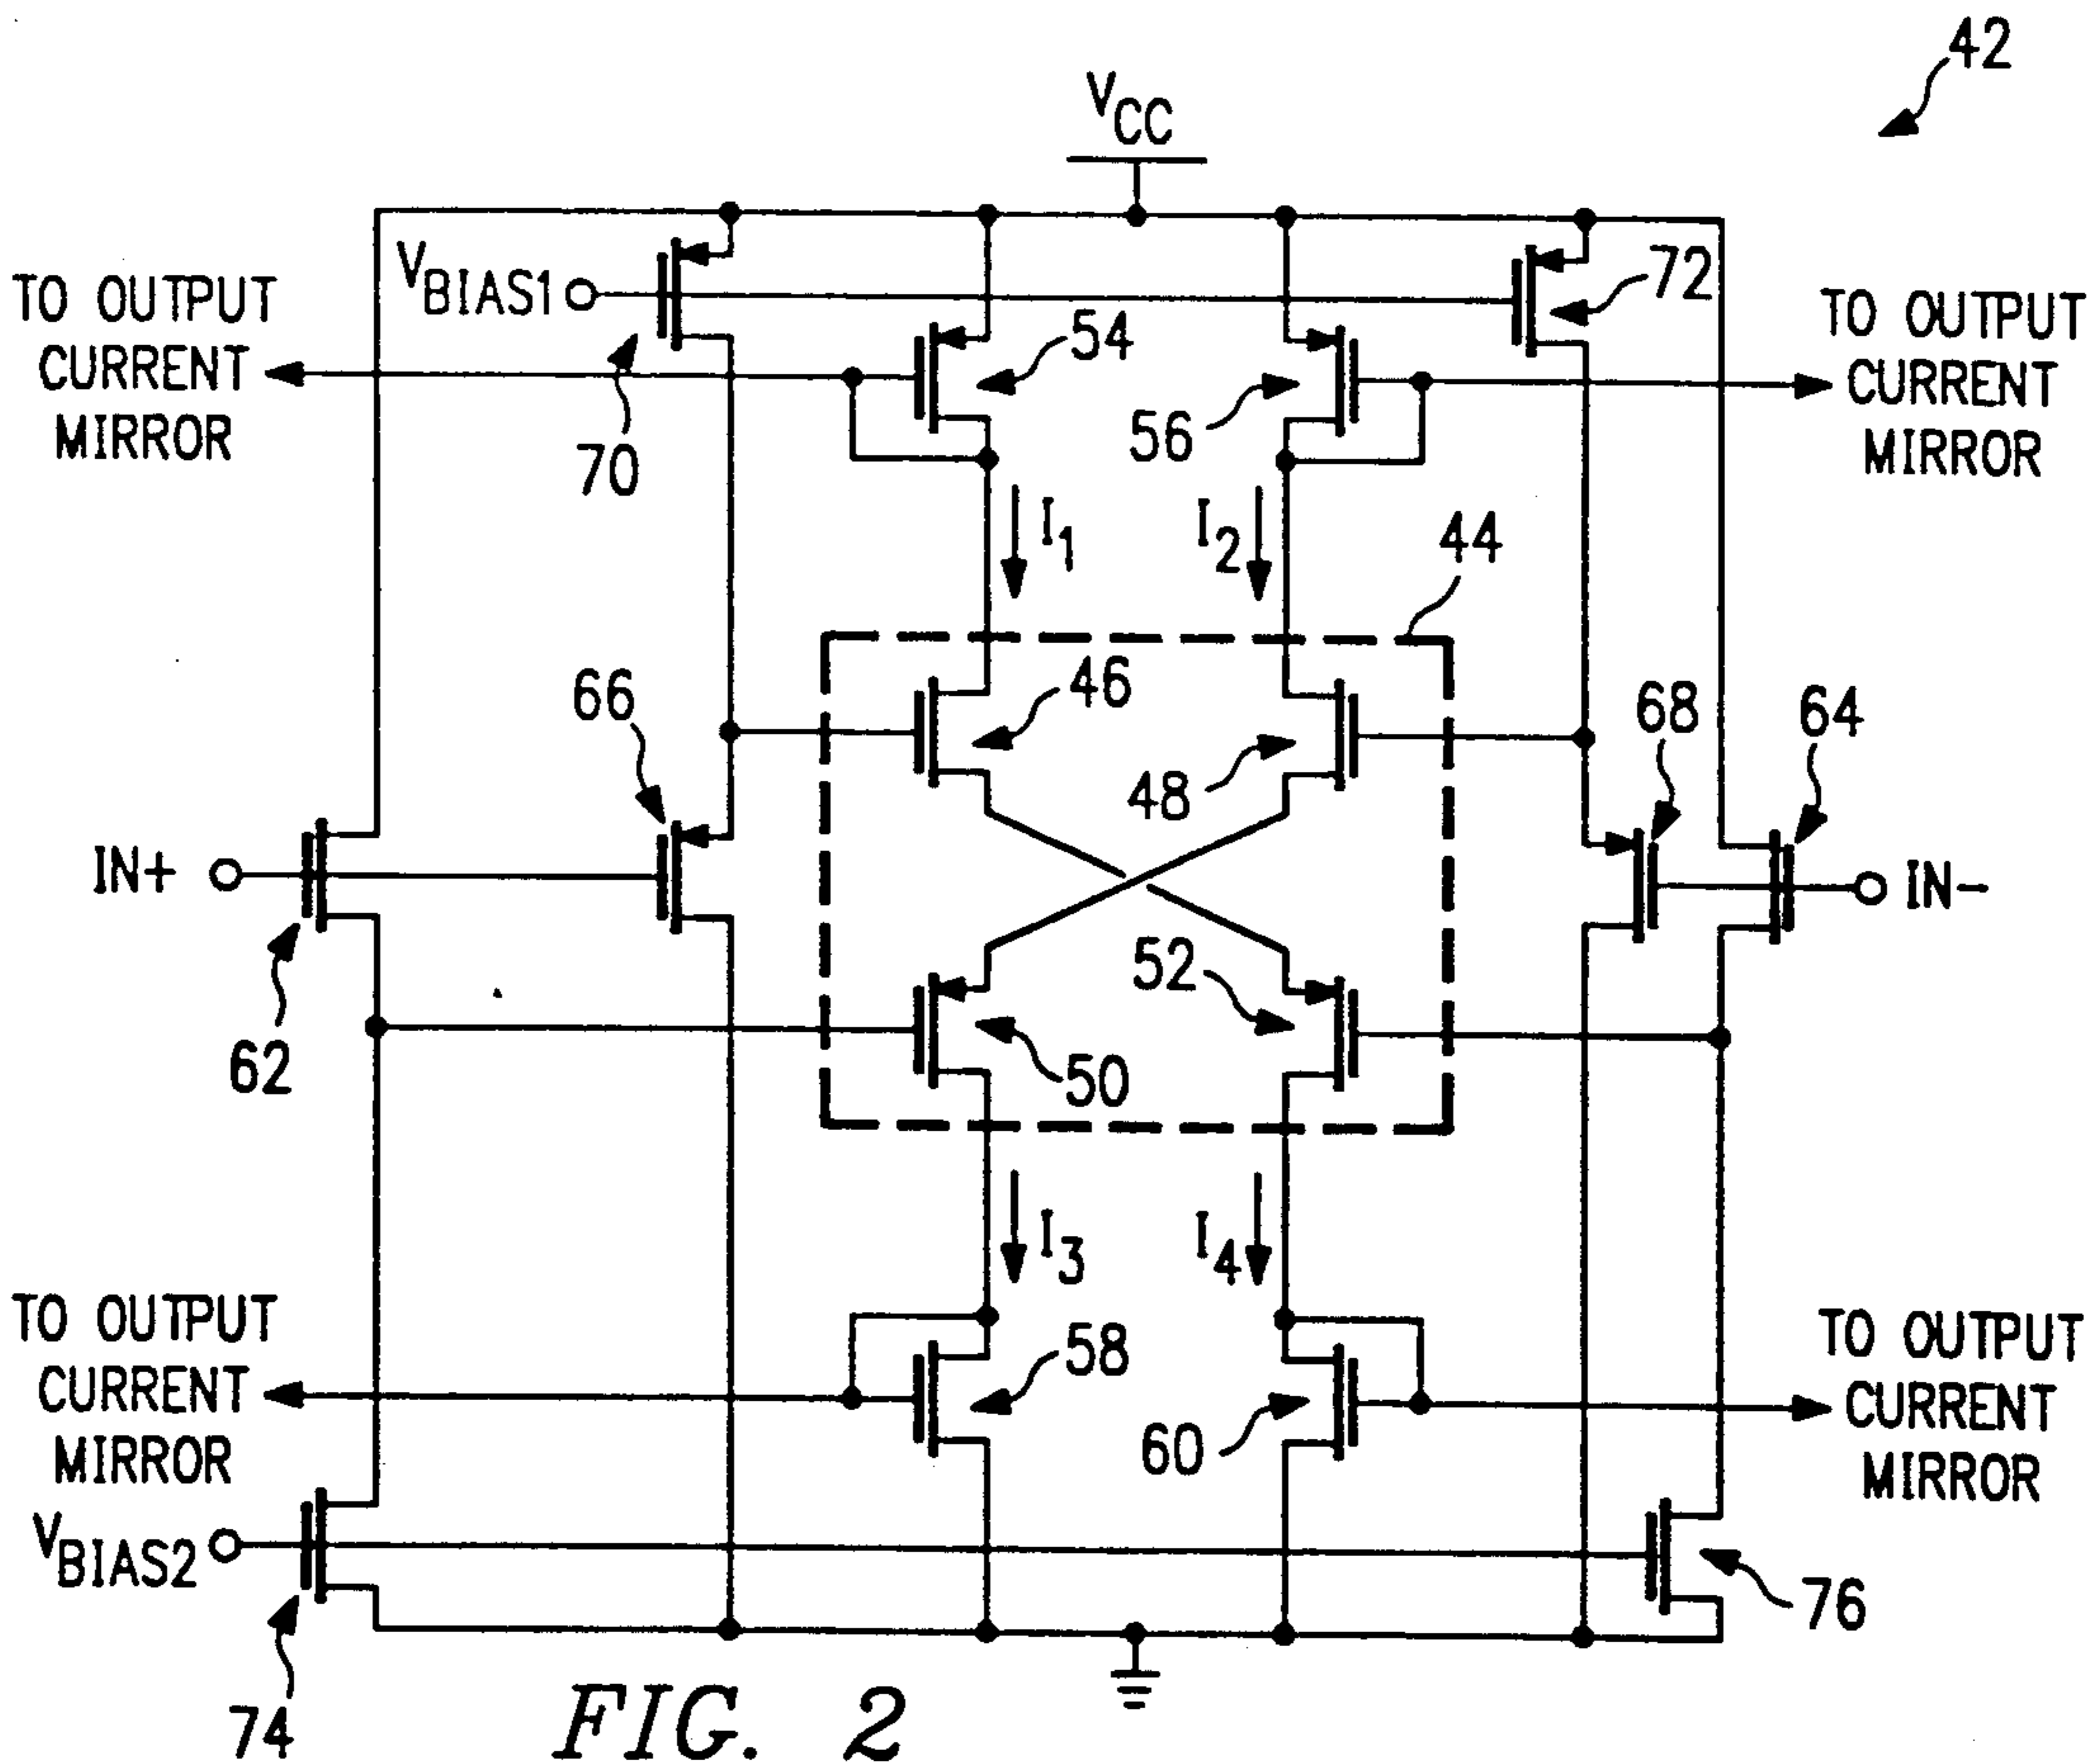 42
VCC
VBIAS1
72
TO OUTPUT
CURRENT
MIRROR
54
TO OUTPUT
CURRENT
MIRROR
56
70
I1
I2
44
66
46
68
64
48
IN+
IN-
52
62
50
I3
I4
TO OUTPUT
CURRENT
MIRROR
58
TO OUTPUT
CURRENT
MIRROR
60
VBIAS2
76
74
FIG. 2